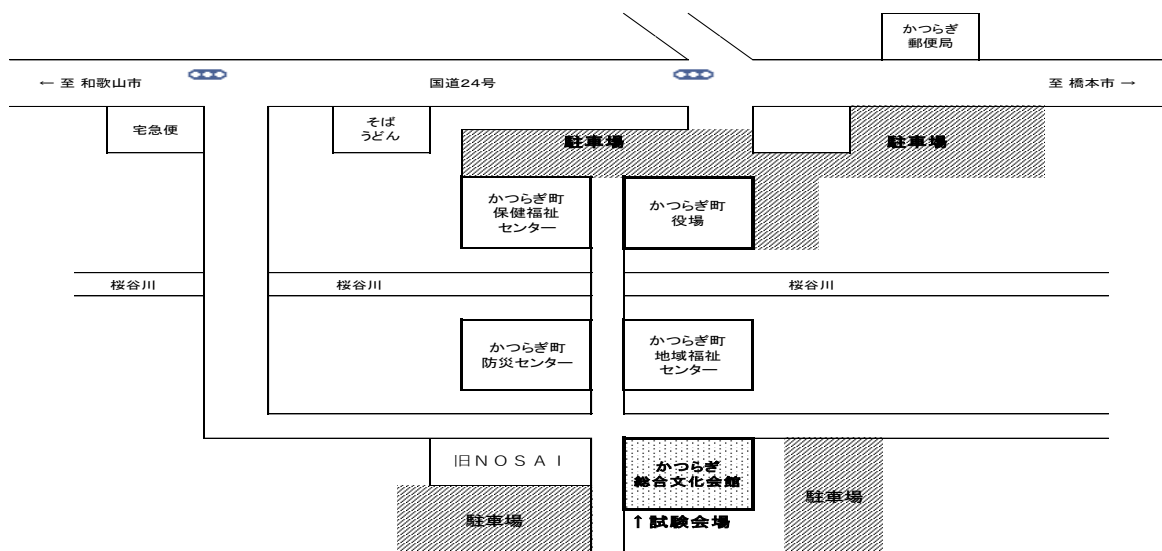 かつらぎ
郵便局
← 至 和歌山市
国道24号
至 橋本市 →
宅急便
そば
うどん
駐車場
駐車場
かつらぎ町
保健福祉
センター
かつらぎ町
役場
桜谷川
桜谷川
桜谷川
かつらぎ町
防災センター
かつらぎ町
地域福祉
センター
旧NOSAI
かつらぎ
総合文化会館
駐車場
駐車場
↑試験会場